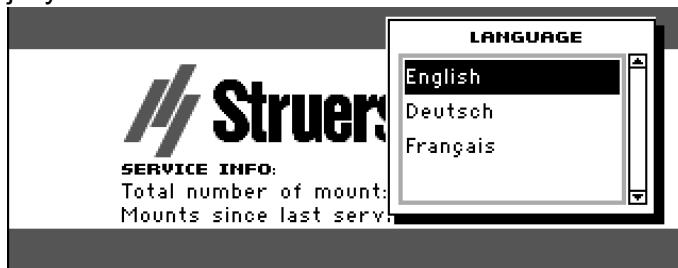 LANGUAGE
English
Deutsch
Français
Struers
SERVICE INFO:
Total number of mount
Mounts since last serv